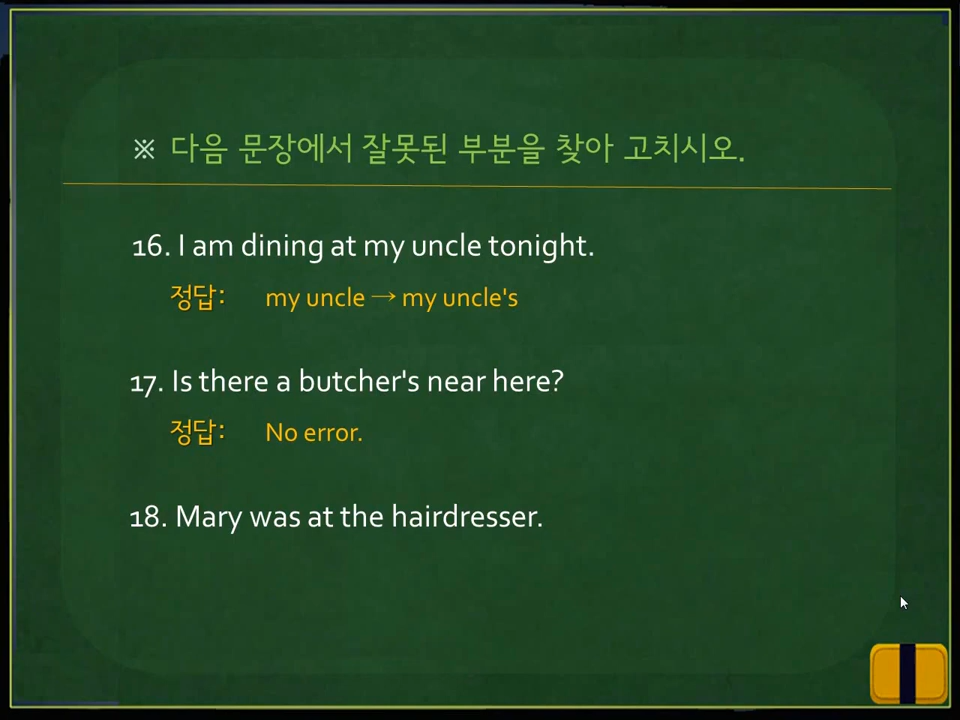 ※ 다음 문장에서 잘못된 부분을 찾아 고치시오.
16. I am dining at my uncle tonight.
정답: my uncle → my uncle's
17. Is there a butcher's near here?
정답: No error.
18. Mary was at the hairdresser.